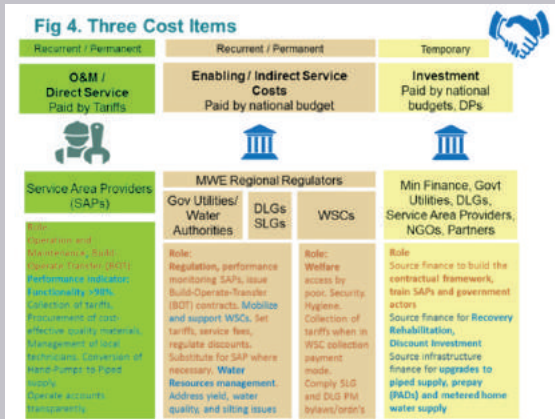 Fig 4. Three Cost Items
Recurrent / Permanent
Recurrent / Permanent
Temporary
O&M /
Direct Service
Paid by Tariffs
Enabling / Indirect Service
Costs
Paid by national budget
Investment
Paid by national
budgets, DPs
Service Area Providers
(SAPs)
MWE Regional Regulators
Gov Utilities/
Water
Authorities
DLGs
SLGs
WSCs
Min Finance, Govt
Utilities, DLGs,
Service Area Providers,
NGOs, Partners
Role
Operation and
Maintenance, Build
Operate Transfer (BOT)
Performance indicator:
Functionality >98%.
Collection of tariffs.
Procurement of cost-
effective quality materials.
Management of local
technicians. Conversion of
Hand-Pumps to Piped
supply.
Operate accounts
transparently.
Role:
Regulation, performance
monitoring SAPs, issue
Build-Operate-Transfer
(BOT) contracts. Mobilize
and support WSCs. Set
tariffs, service fees,
regulate discounts.
Substitute for SAP where
necessary. Water
Resources management.
Address yield, water
quality, and silting issues
Role:
Welfare
access by
poor. Security.
Hygiene.
Collection of
tariffs when in
WSC collection
payment
mode.
Comply SLG
and DLG PM
bylaws/ordin's
Role
Source finance to build the
contractual framework,
train SAPs and government
actors
Source finance for Recovery
Rehabilitation,
Discount Investment
Source infrastructure
finance for upgrades to
piped supply, prepay
(PADs) and metered home
water supply